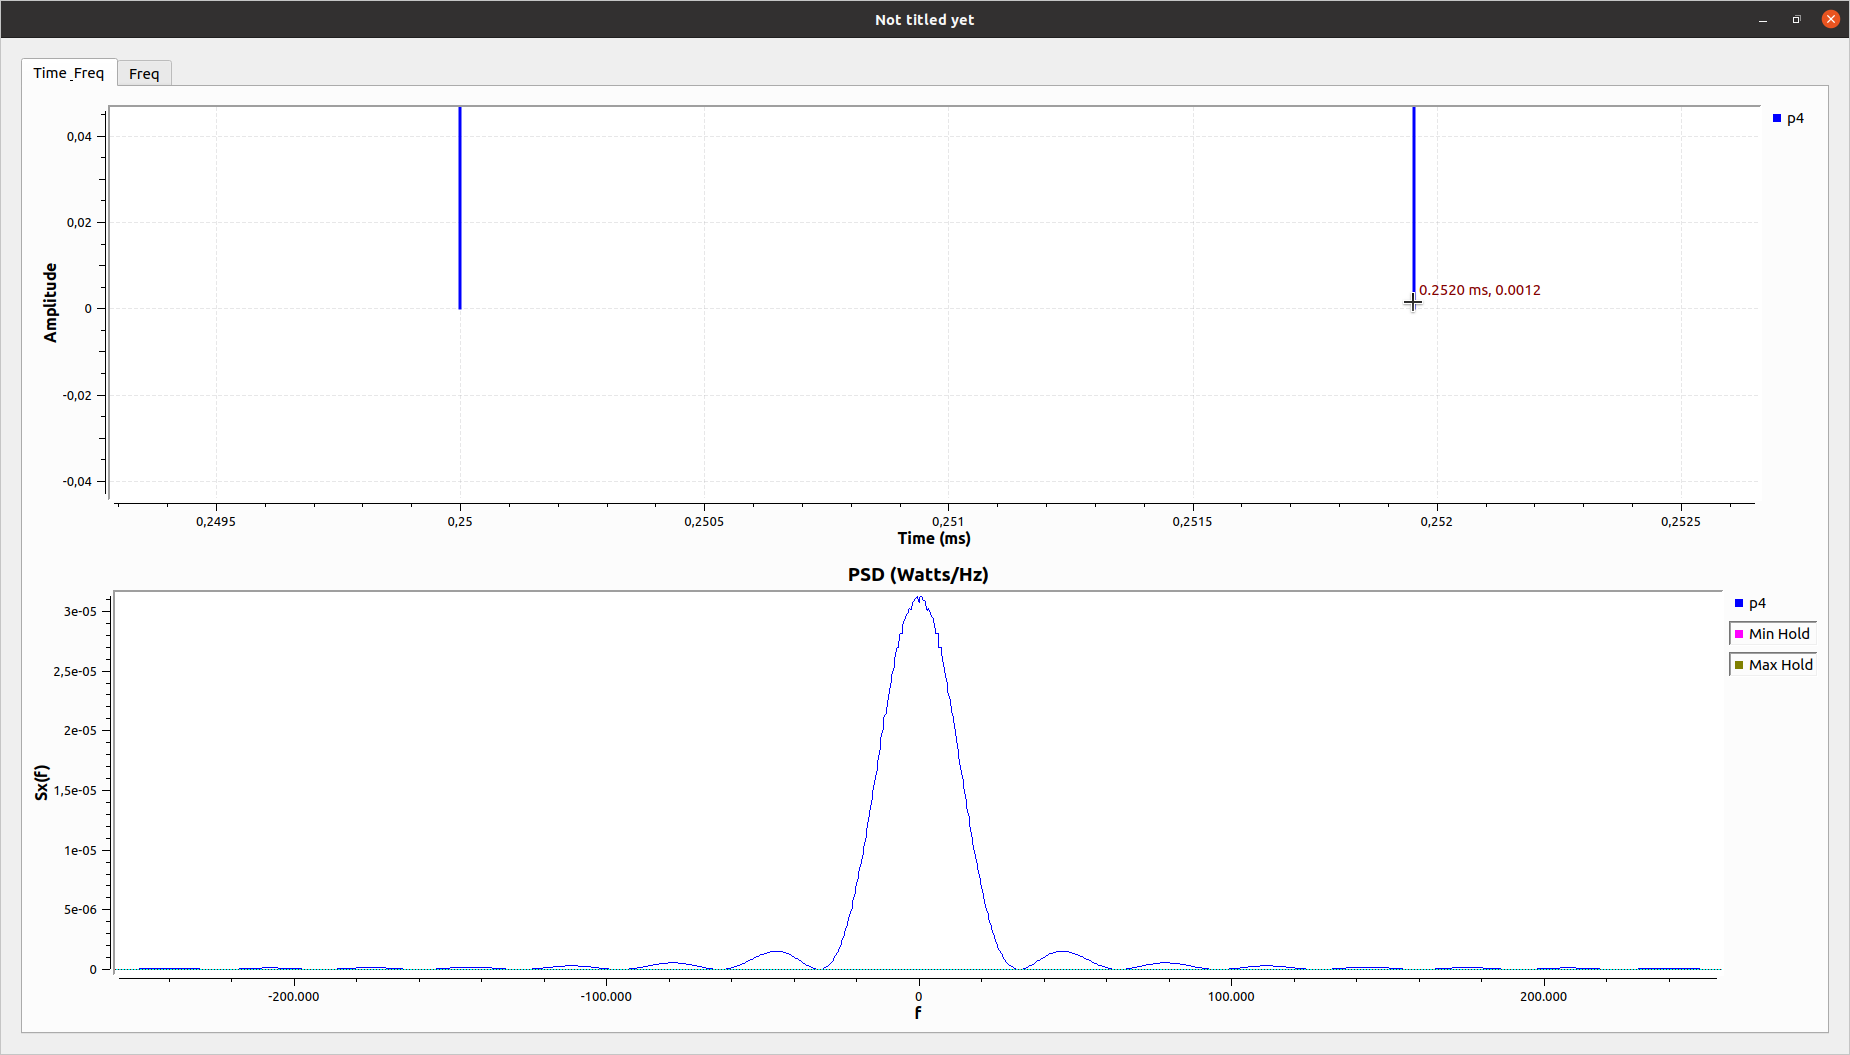 Not titled yet
Time_Freq
Freq
p4
0,04
0,02
0
-0,02
-0,04
Amplitude
0.2520 ms, 0.0012
0,2495 0,25 0,2505 0,251 0,2515 0,252 0,2525
Time (ms)
PSD (Watts/Hz)
p4
Min Hold
Max Hold
3e-05
2,5e-05
2e-05
1,5e-05
1e-05
5e-06
0
Sx(f)
-200.000 -100.000 0 100.000 200.000
f